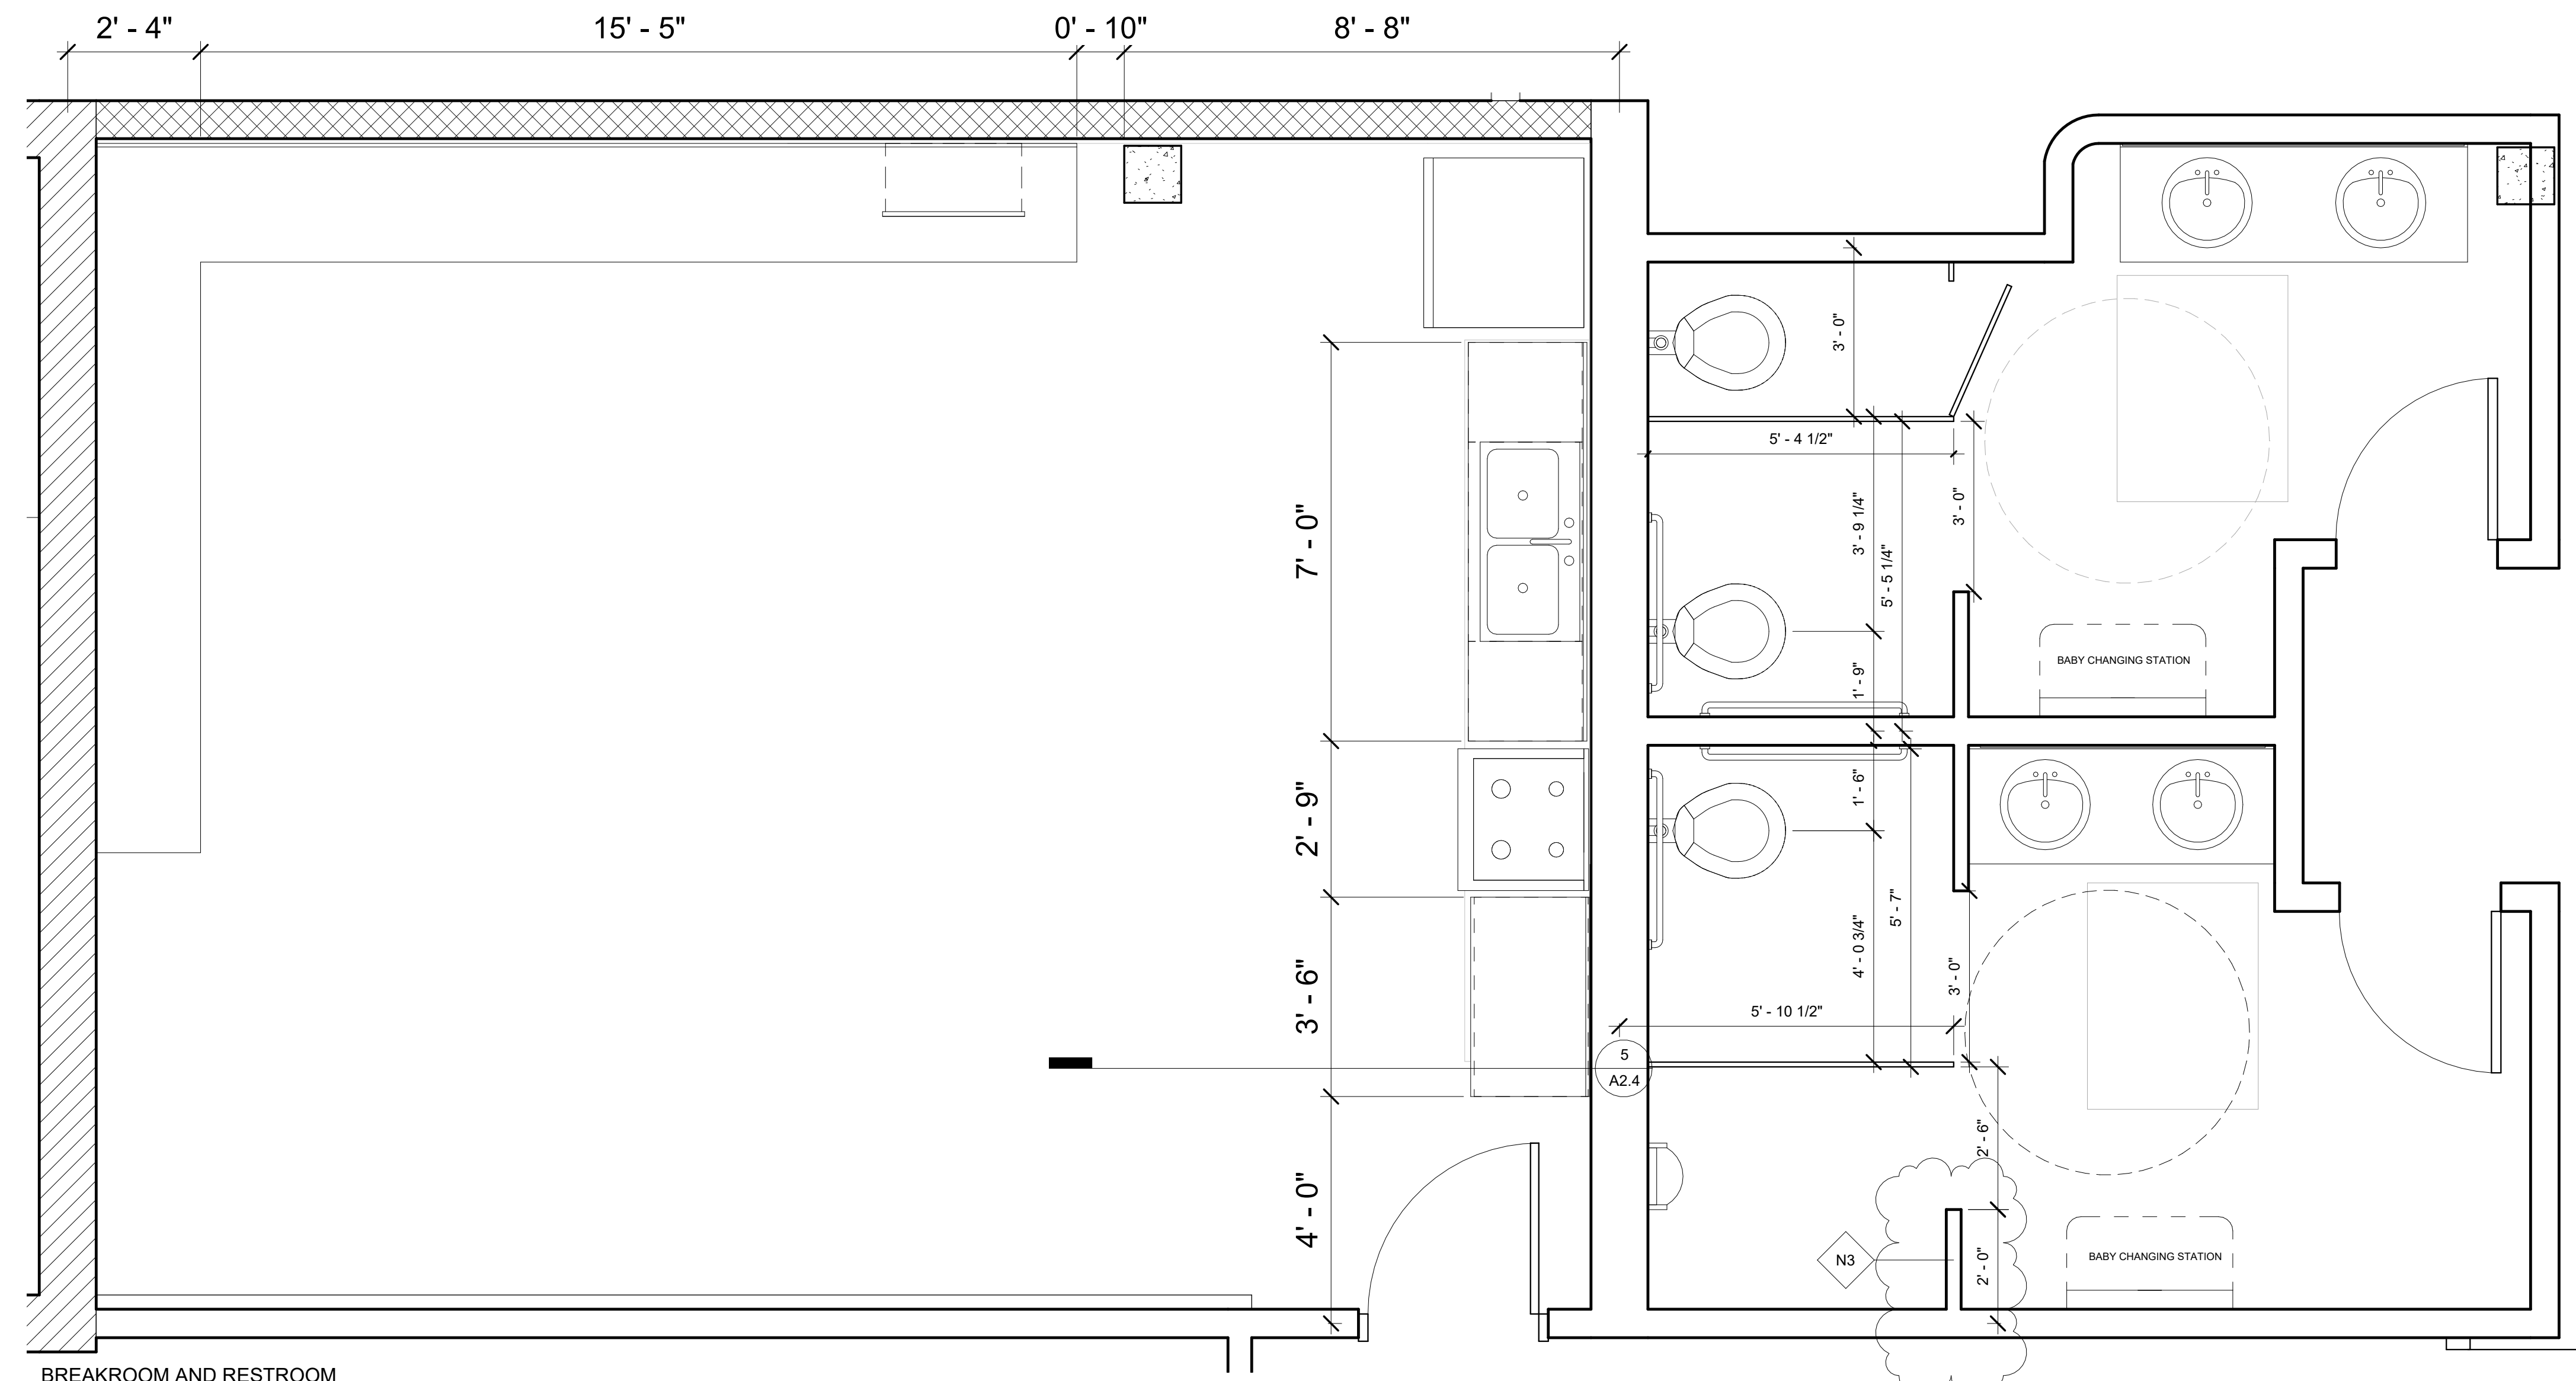 2' - 4"
15' - 5"
0' - 10"
8' - 8"
3' - 0"
5' - 4 1/2"
3' - 9 1/4"
3' - 0"
7' - 0"
5' - 5 1/4"
BABY CHANGING STATION
1' - 9"
1' - 6"
2' - 9"
5' - 7"
4' - 0 3/4"
3' - 0"
3' - 6"
5' - 10 1/2"
5
A2.4
2' - 6"
4' - 0"
N3
2' - 0"
BABY CHANGING STATION
BREAKROOM AND RESTROOM